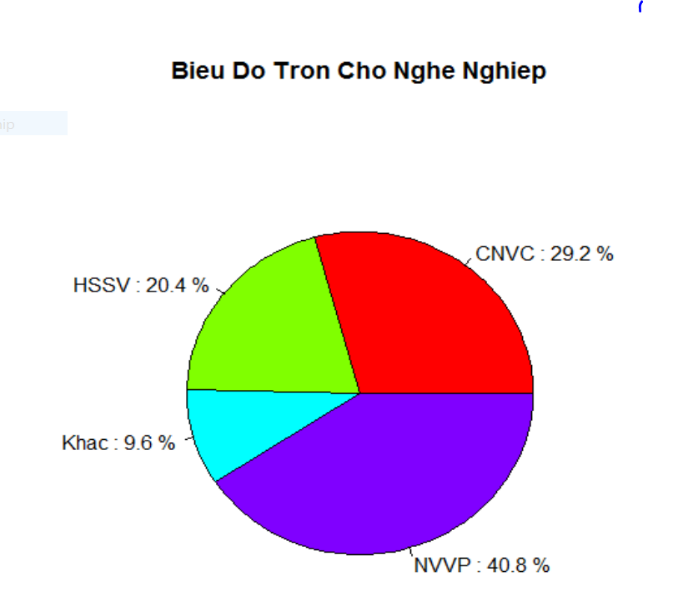 Bieu Do Tron Cho Nghe Nghiep
CNVC : 29.2 %
HSSV : 20.4 %
Khac : 9.6 %
NVVP : 40.8 %